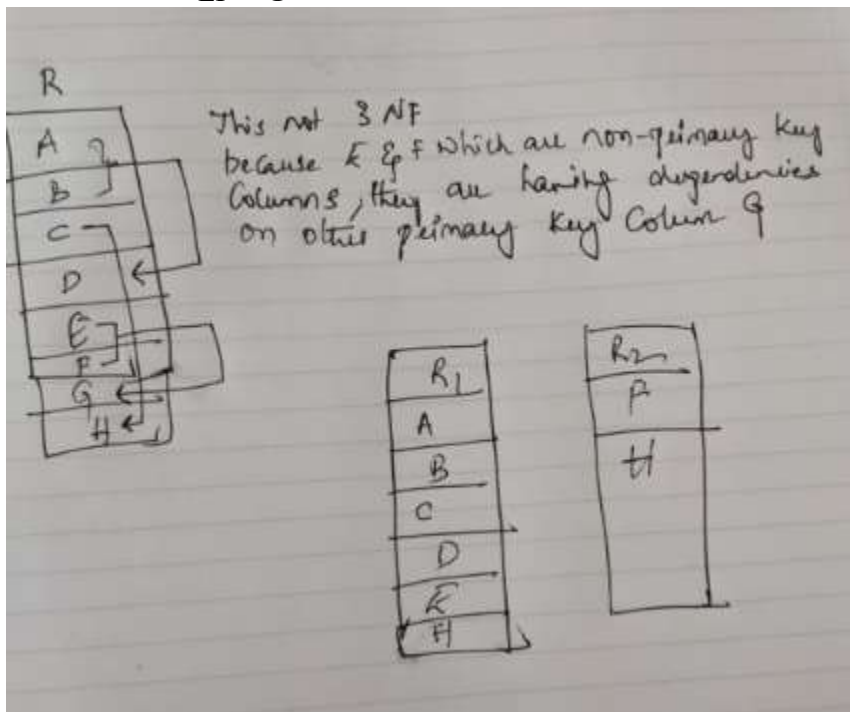 R
A
B
C
D
E
F
G
H
This not 3 NF
because E & F which are non-primary key
columns, they are having dependencies
on other primary key Column G
R1
A
B
C
D
E
H
R2
F
H